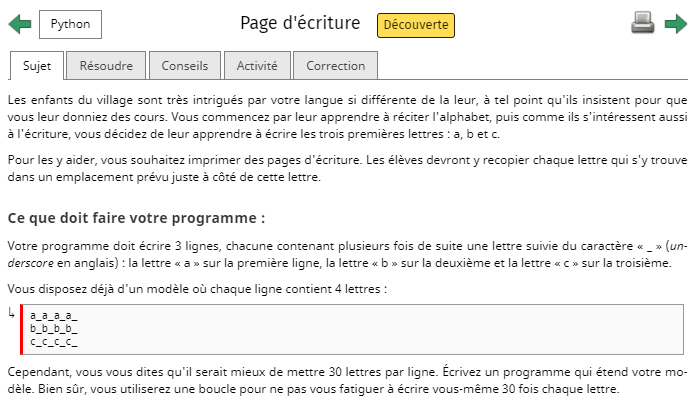 Python
Page d'écriture
Découverte
Sujet
Résoudre
Conseils
Activité
Correction
Les enfants du village sont très intrigués par votre langue si différente de la leur, à tel point qu'ils insistent pour que
vous leur donniez des cours. Vous commencez par leur apprendre à réciter l'alphabet, puis comme ils s'intéressent aussi
à l'écriture, vous décidez de leur apprendre à écrire les trois premières lettres : a, b et c.
Pour les y aider, vous souhaitez imprimer des pages d'écriture. Les élèves devront y recopier chaque lettre qui s'y trouve
dans un emplacement prévu juste à côté de cette lettre.
Ce que doit faire votre programme :
Votre programme doit écrire 3 lignes, chacune contenant plusieurs fois de suite une lettre suivie du caractère « _ » (un-
derscore en anglais) : la lettre « a » sur la première ligne, la lettre « b » sur la deuxième et la lettre « c » sur la troisième.
Vous disposez déjà d'un modèle où chaque ligne contient 4 lettres :
↳
a_a_a_a_
b_b_b_b_
c_c_c_c_
Cependant, vous vous dites qu'il serait mieux de mettre 30 lettres par ligne. Écrivez un programme qui étend votre mo-
dèle. Bien sûr, vous utiliserez une boucle pour ne pas vous fatiguer à écrire vous-même 30 fois chaque lettre.